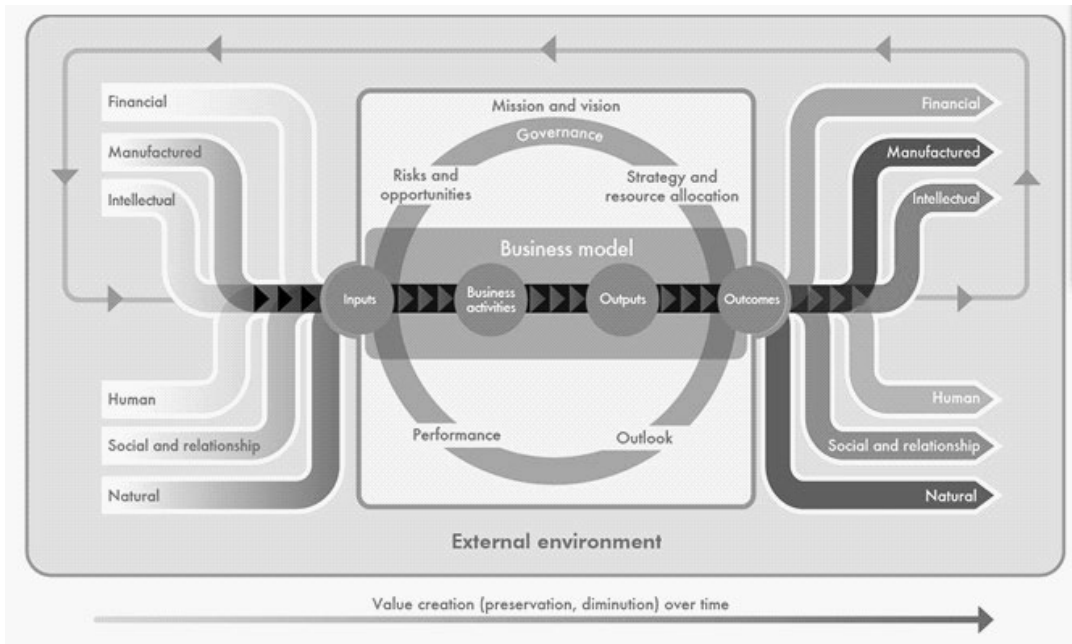 Financial
Manufactured
Intellectual
Human
Social and relationship
Natural
Mission and vision
Governance
Risks and
opportunities
Strategy and
resource allocation
Business model
Inputs
Business
activities
Outputs
Outcomes
Performance
Outlook
Financial
Manufactured
Intellectual
Human
Social and relationship
Natural
External environment
Value creation (preservation, diminution) over time